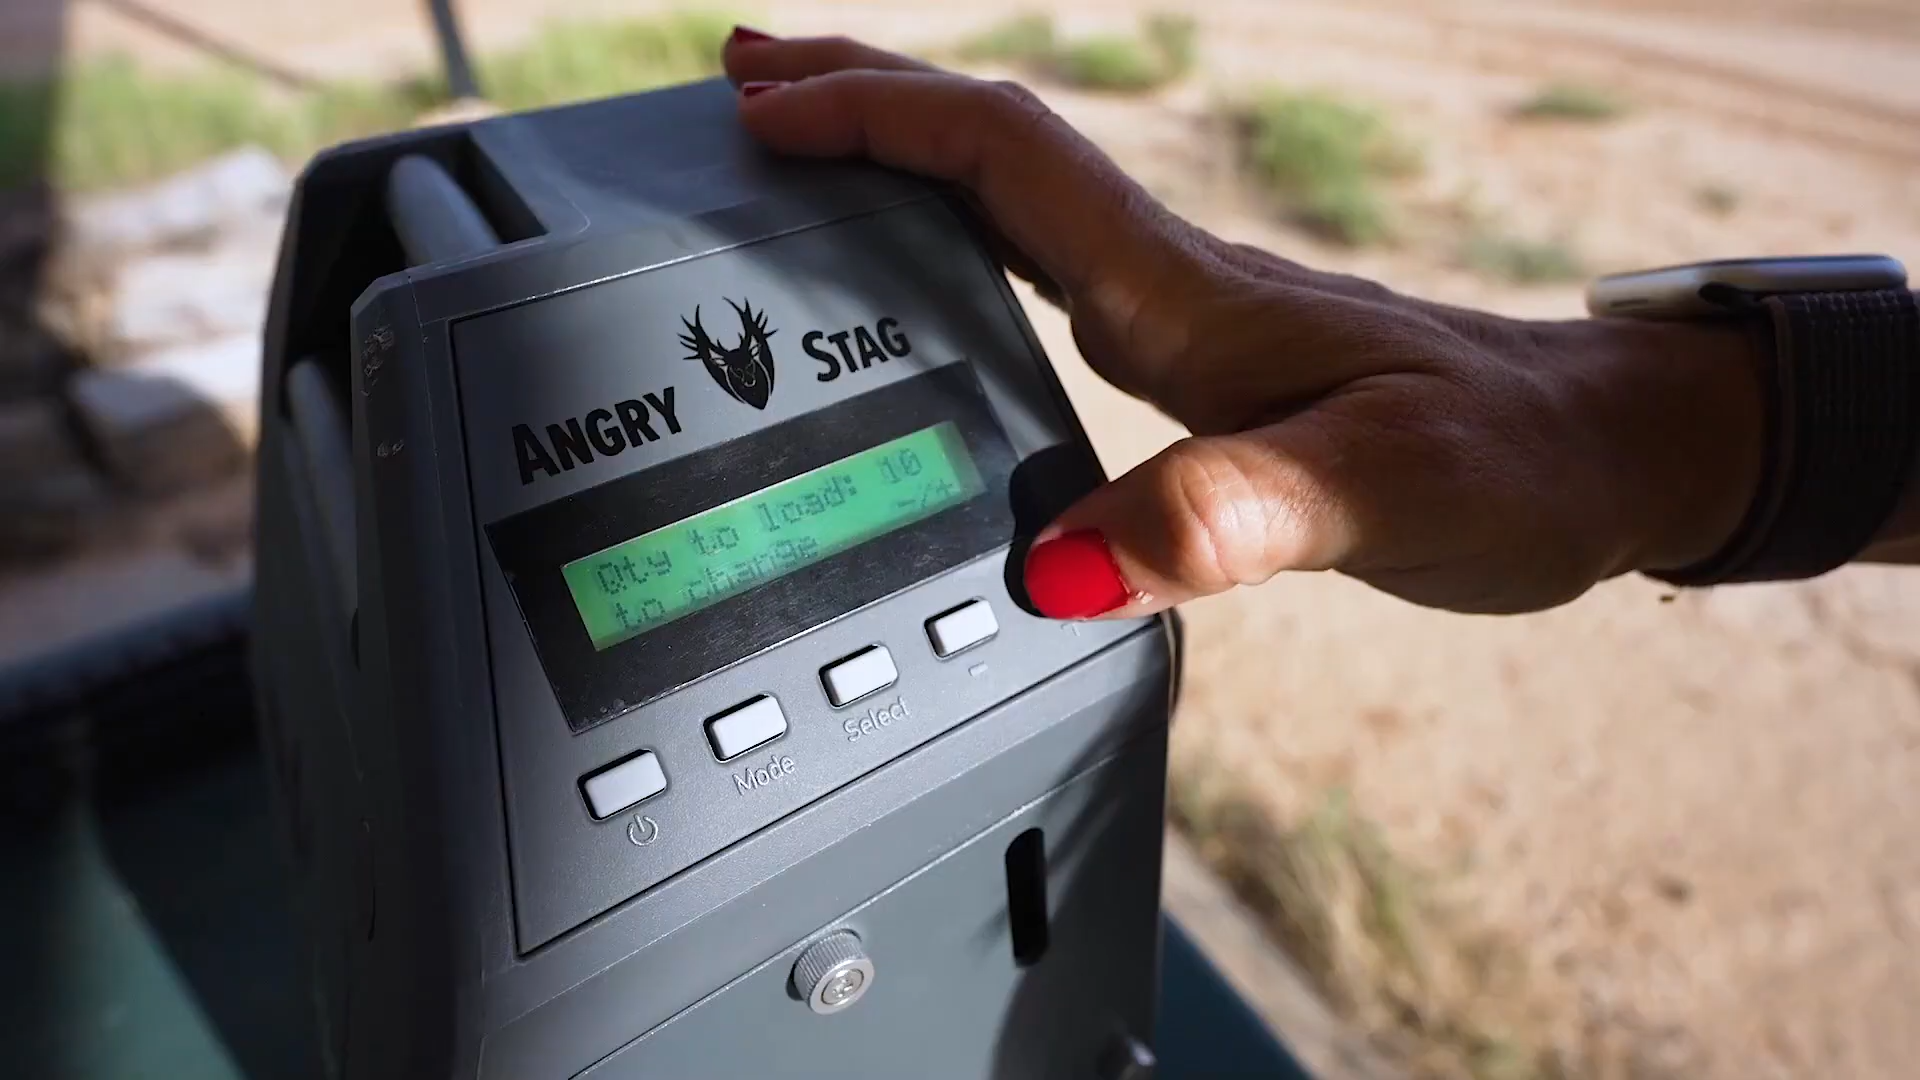 ANGRY STAG
Qty to load: 10
to change -/+
Mode
Select
-
+